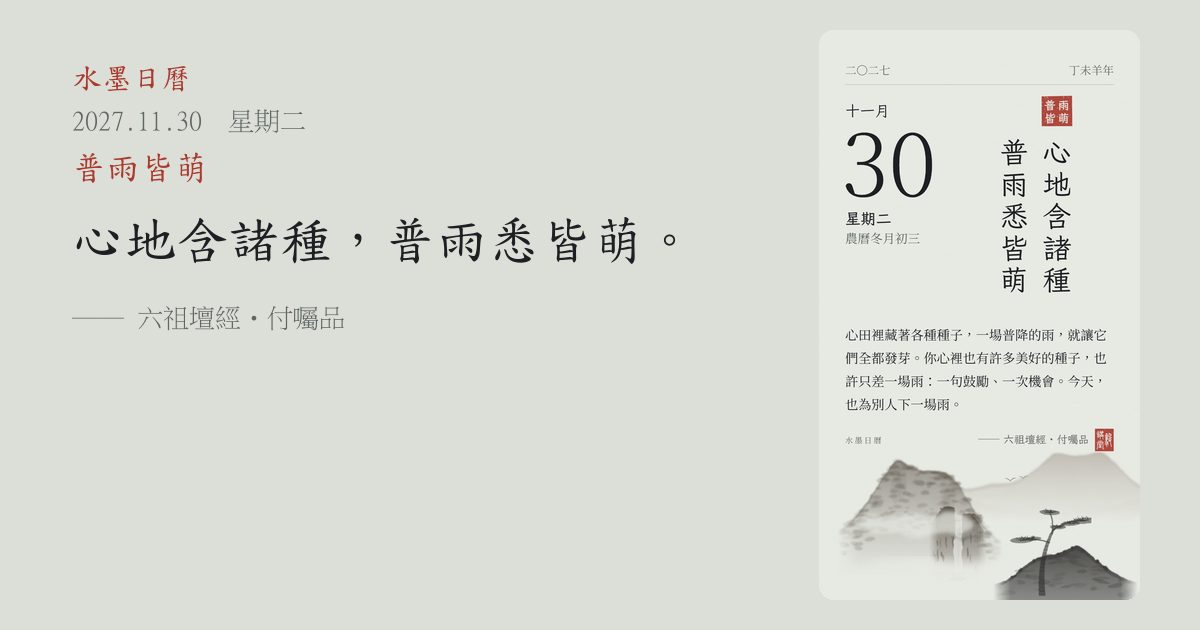 水墨日曆
2027.11.30　星期二
普雨皆萌
心地含諸種，普雨悉皆萌。
—— 六祖壇經・付囑品
二〇二七
丁未羊年
十一月
30
星期二
農曆冬月初三
普雨皆萌
心地含諸種
普雨悉皆萌
心田裡藏著各種種子，一場普降的雨，就讓它
們全都發芽。你心裡也有許多美好的種子，也
許只差一場雨：一句鼓勵、一次機會。今天，
也為別人下一場雨。
水墨日曆
—— 六祖壇經・付囑品